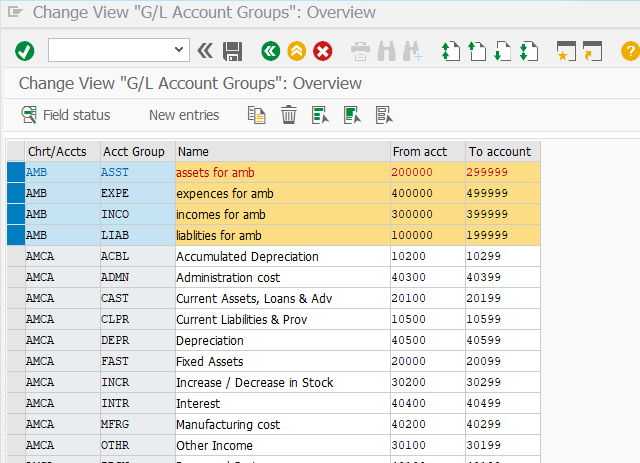 Change View "G/L Account Groups": Overview
Change View "G/L Account Groups": Overview
Field status New entries
Chrt/Accts Acct Group Name From acct To account
AMB ASST assets for amb 200000 299999
AMB EXPE expences for amb 400000 499999
AMB INCO incomes for amb 300000 399999
AMB LIAB liablities for amb 100000 199999
AMCA ACBL Accumulated Depreciation 10200 10299
AMCA ADMN Administration cost 40300 40399
AMCA CAST Current Assets, Loans & Adv 20100 20199
AMCA CLPR Current Liabilities & Prov 10500 10599
AMCA DEPR Depreciation 40500 40599
AMCA FAST Fixed Assets 20000 20099
AMCA INCR Increase / Decrease in Stock 30200 30299
AMCA INTR Interest 40400 40499
AMCA MFRG Manufacturing cost 40200 40299
AMCA OTHR Other Income 30100 30199